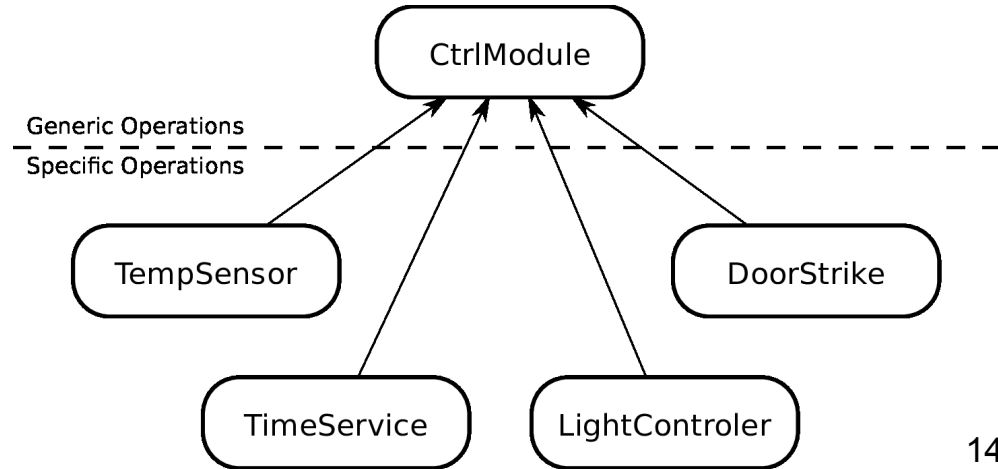 CtrlModule
Generic Operations
Specific Operations
TempSensor
DoorStrike
TimeService
LightControler
14